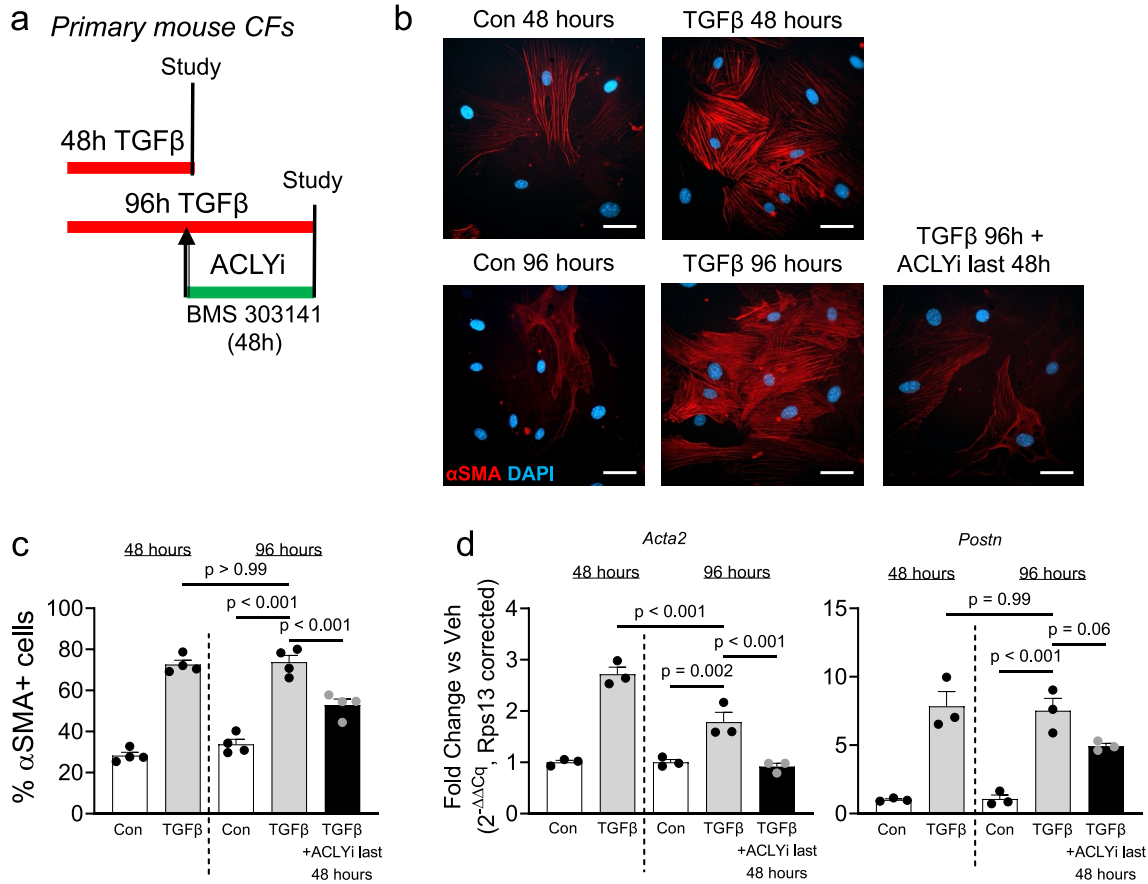 a
Primary mouse CFs
Study
48h TGFβ
Study
96h TGFβ
ACLYi
BMS 303141
(48h)
b
Con 48 hours
TGFβ 48 hours
Con 96 hours
TGFβ 96 hours
TGFβ 96h +
ACLYi last 48h
αSMA DAPI
c
48 hours
96 hours
p > 0.99
p < 0.001
p < 0.001
% αSMA+ cells
100
80
60
40
20
0
Con
TGFβ
Con
TGFβ
TGFβ
+ACLYi last
48 hours
d
Acta2
48 hours
96 hours
p < 0.001
p < 0.001
p = 0.002
Fold Change vs Veh
(2-ΔΔCq, Rps13 corrected)
4
3
2
1
0
Con
TGFβ
Con
TGFβ
TGFβ
+ACLYi last
48 hours
Postn
48 hours
96 hours
p = 0.99
p = 0.06
p < 0.001
15
10
5
0
Con
TGFβ
Con
TGFβ
TGFβ
+ACLYi last
48 hours